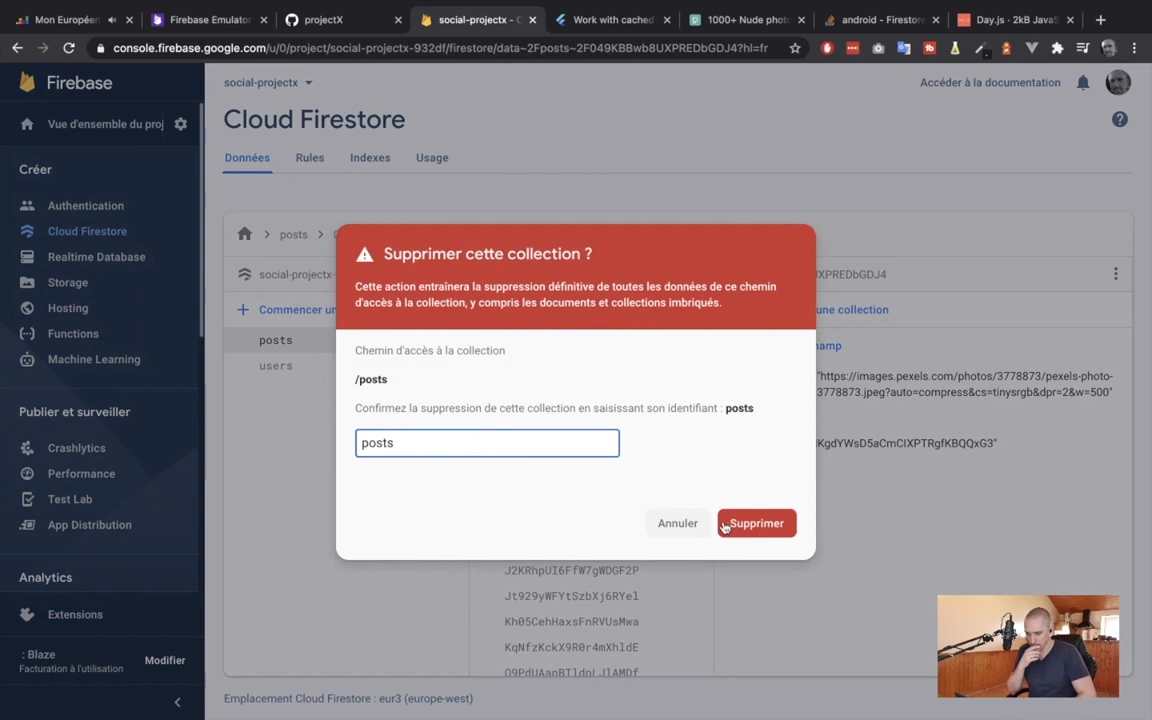 Mon Européen
Firebase Emulator
projectX
social-projectx - C
Work with cached
1000+ Nude phot
android - Firestore
Day.js · 2kB JavaS
console.firebase.google.com/u/0/project/social-projectx-932df/firestore/data~2Fposts~2F049KBBwb8UXPREDbGDJ4?hl=fr
Firebase
social-projectx
Accéder à la documentation
Vue d'ensemble du proj
Cloud Firestore
Données
Rules
Indexes
Usage
Créer
Authentication
Cloud Firestore
Realtime Database
Storage
Hosting
Functions
Machine Learning
Publier et surveiller
Crashlytics
Performance
Test Lab
App Distribution
Analytics
Extensions
: Blaze
Facturation à l'utilisation
Modifier
posts
social-projectx-
XPREDbGDJ4
Commencer un
une collection
posts
users
hamp
"https://images.pexels.com/photos/3778873/pexels-photo-
3778873.jpeg?auto=compress&cs=tinysrgb&dpr=2&w=500"
KgdYWsD5aCmCIXPTRgfKBQQxG3"
Supprimer cette collection ?
Cette action entraînera la suppression définitive de toutes les données de ce chemin
d'accès à la collection, y compris les documents et collections imbriqués.
Chemin d'accès à la collection
/posts
Confirmez la suppression de cette collection en saisissant son identifiant : posts
posts
Annuler
Supprimer
J2KRhpUI6FfW7gWDGF2P
Jt929yWFYtSzbXj6RYel
Kh05CehHaxsFnRVUsMwa
KqNzfKckX9R0r4mXhldE
O9PdUAapDnLJlAMDf
Emplacement Cloud Firestore : eur3 (europe-west)